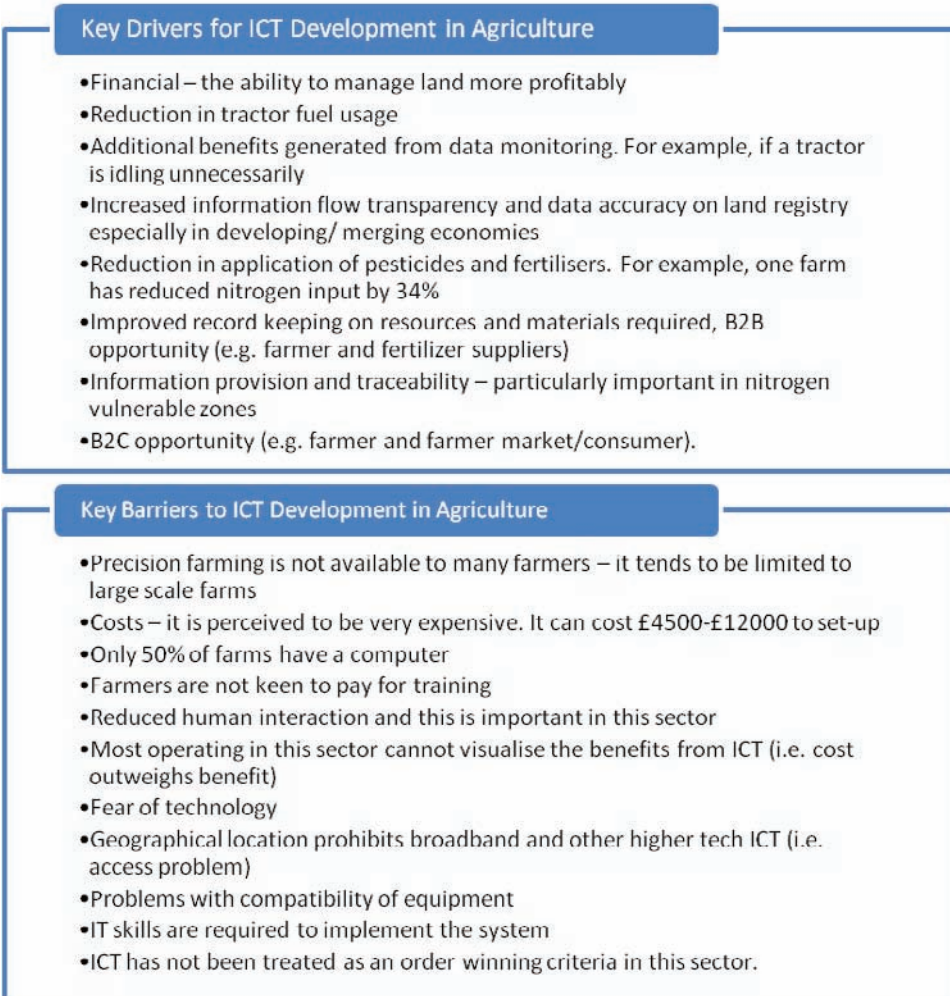 Key Drivers for ICT Development in Agriculture
•Financial – the ability to manage land more profitably
•Reduction in tractor fuel usage
•Additional benefits generated from data monitoring. For example, if a tractor
is idling unnecessarily
•Increased information flow transparency and data accuracy on land registry
especially in developing/ merging economies
•Reduction in application of pesticides and fertilisers. For example, one farm
has reduced nitrogen input by 34%
•Improved record keeping on resources and materials required, B2B
opportunity (e.g. farmer and fertilizer suppliers)
•Information provision and traceability – particularly important in nitrogen
vulnerable zones
•B2C opportunity (e.g. farmer and farmer market/consumer).
Key Barriers to ICT Development in Agriculture
•Precision farming is not available to many farmers – it tends to be limited to
large scale farms
•Costs – it is perceived to be very expensive. It can cost £4500-£12000 to set-up
•Only 50% of farms have a computer
•Farmers are not keen to pay for training
•Reduced human interaction and this is important in this sector
•Most operating in this sector cannot visualise the benefits from ICT (i.e. cost
outweighs benefit)
•Fear of technology
•Geographical location prohibits broadband and other higher tech ICT (i.e.
access problem)
•Problems with compatibility of equipment
•IT skills are required to implement the system
•ICT has not been treated as an order winning criteria in this sector.